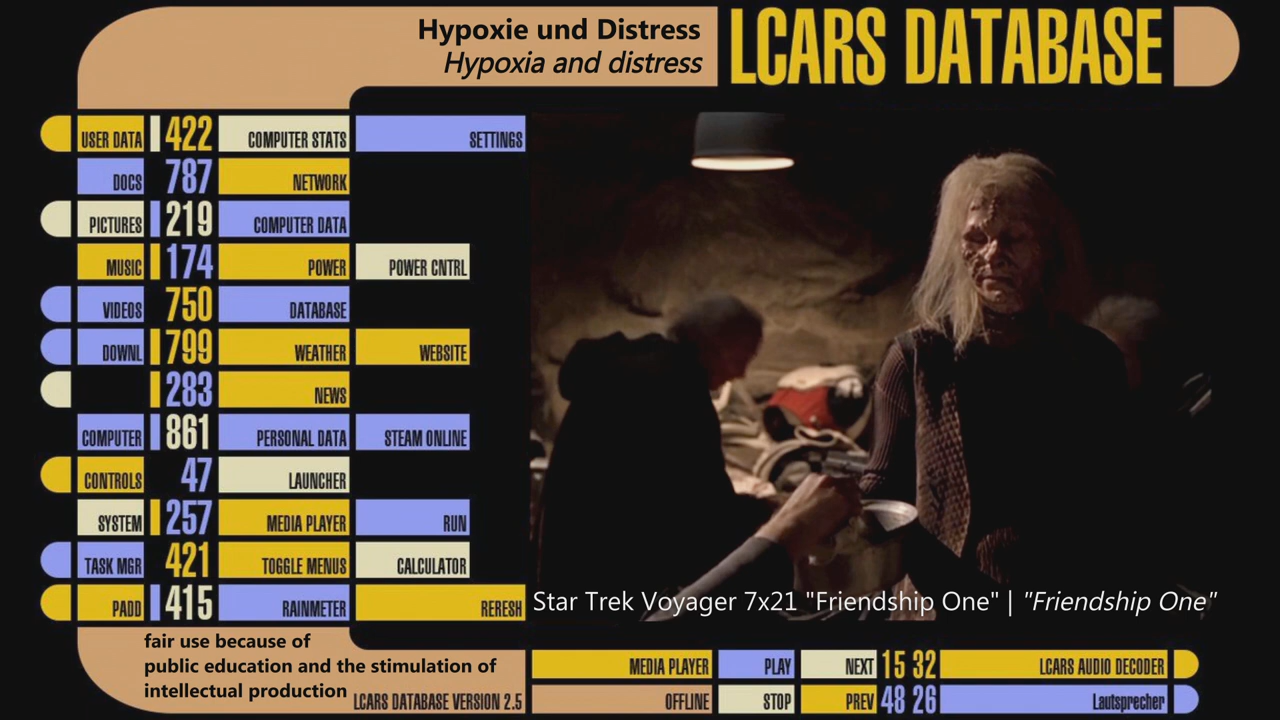 Hypoxie und Distress
Hypoxia and distress
LCARS DATABASE
USER DATA 422 COMPUTER STATS SETTINGS
DOCS 787 NETWORK
PICTURES 219 COMPUTER DATA
MUSIC 174 POWER POWER CNTRL
VIDEOS 750 DATABASE
DOWNL 799 WEATHER WEBSITE
283 NEWS
COMPUTER 861 PERSONAL DATA STEAM ONLINE
CONTROLS 47 LAUNCHER
SYSTEM 257 MEDIA PLAYER RUN
TASK MGR 421 TOGGLE MENUS CALCULATOR
PADD 415 RAINMETER RERESH
Star Trek Voyager 7x21 "Friendship One" | "Friendship One"
fair use because of
public education and the stimulation of
intellectual production
LCARS DATABASE VERSION 2.5
MEDIA PLAYER PLAY NEXT 15 32 LCARS AUDIO DECODER
OFFLINE STOP PREV 48 26 Lautsprecher